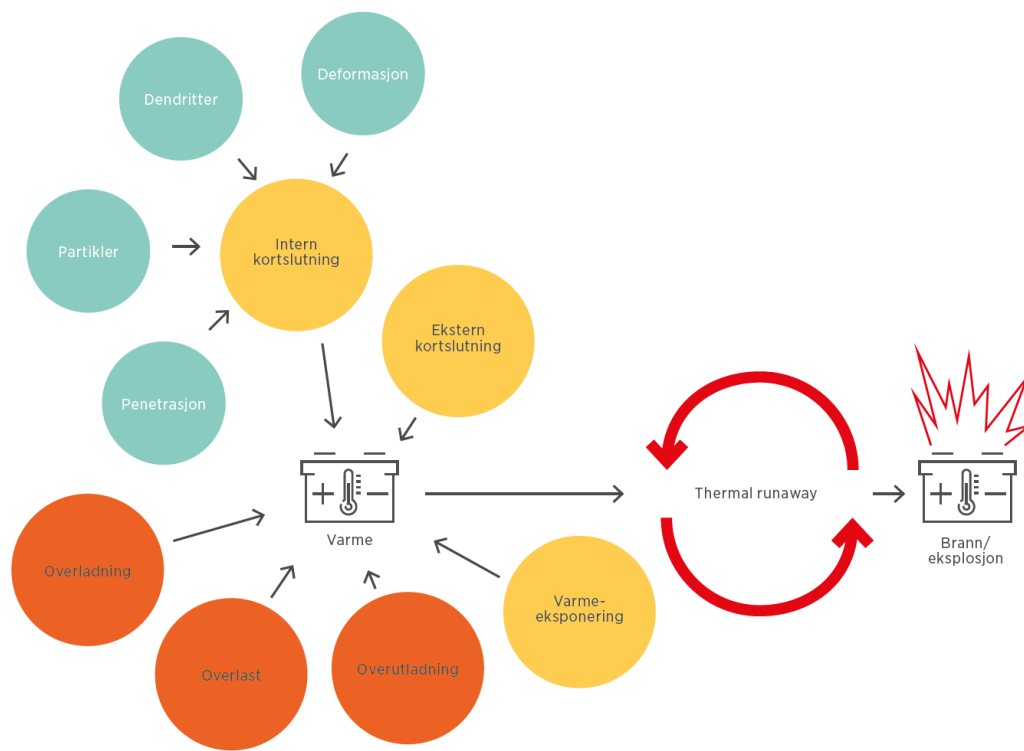 Deformasjon
Dendritter
Partikler
Intern
kortslutning
Ekstern
kortslutning
Penetrasjon
Thermal runaway
Varme
Brann/
eksplosjon
Overladning
Varme-
eksponering
Overlast
Overutladning